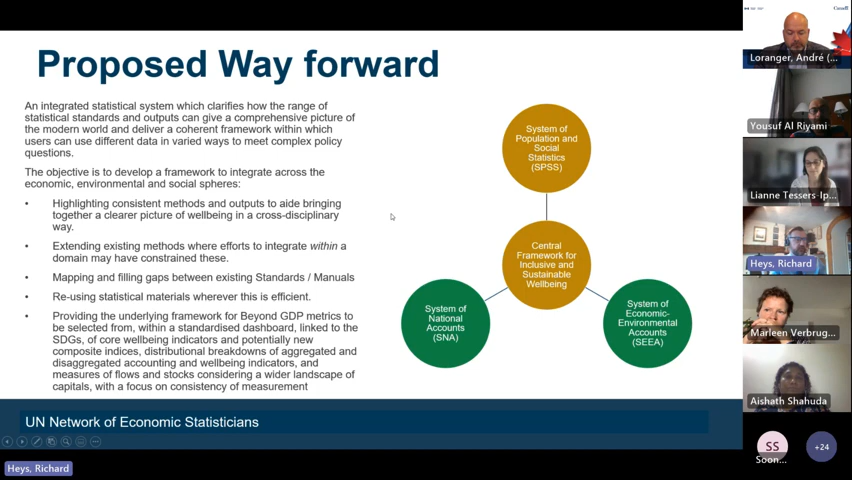 Proposed Way forward
An integrated statistical system which clarifies how the range of
statistical standards and outputs can give a comprehensive picture of
the modern world and deliver a coherent framework within which
users can use different data in varied ways to meet complex policy
questions.
The objective is to develop a framework to integrate across the
economic, environmental and social spheres:
• Highlighting consistent methods and outputs to aide bringing
together a clearer picture of wellbeing in a cross-disciplinary
way.
• Extending existing methods where efforts to integrate within a
domain may have constrained these.
• Mapping and filling gaps between existing Standards / Manuals
• Re-using statistical materials wherever this is efficient.
• Providing the underlying framework for Beyond GDP metrics to
be selected from, within a standardised dashboard, linked to the
SDGs, of core wellbeing indicators and potentially new
composite indices, distributional breakdowns of aggregated and
disaggregated accounting and wellbeing indicators, and
measures of flows and stocks considering a wider landscape of
capitals, with a focus on consistency of measurement
System of
Population and
Social
Statistics
(SPSS)
Central
Framework for
Inclusive and
Sustainable
Wellbeing
System of
National
Accounts
(SNA)
System of
Economic-
Environmental
Accounts
(SEEA)
UN Network of Economic Statisticians
Heys, Richard
Canada
Loranger, André (...
Yousuf Al Riyami
Lianne Tessers-Ip...
Heys, Richard
Marleen Verbrug...
Aishath Shahuda
SS
Soon...
+24